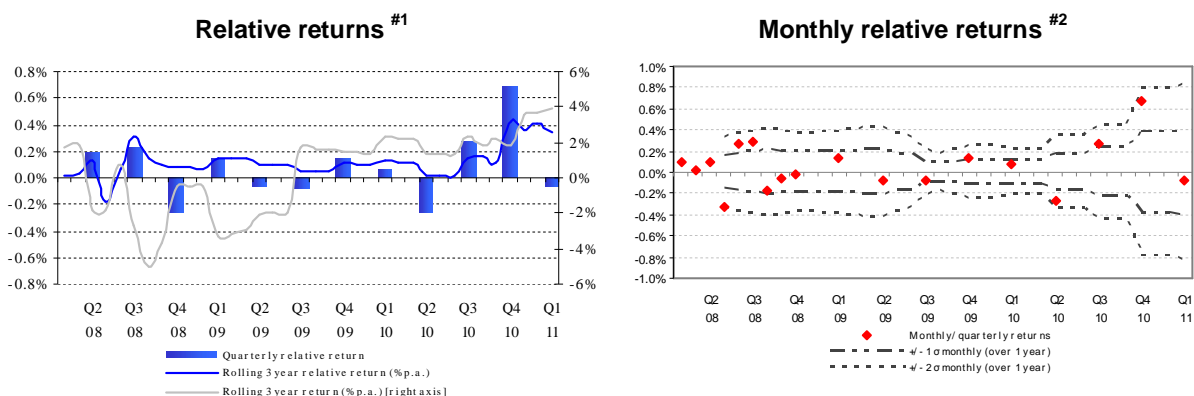 Relative returns #1
0.8%
0.6%
0.4%
0.2%
0.0%
-0.2%
-0.4%
-0.6%
-0.8%
6%
4%
2%
0%
-2%
-4%
-6%
Q2 Q3 Q4 Q1 Q2 Q3 Q4 Q1 Q2 Q3 Q4 Q1
08 08 08 09 09 09 09 10 10 10 10 11
Quarterly relative return
Rolling 3 year relative return (% p.a.)
Rolling 3 year return (% p.a.) [right axis]
Monthly relative returns #2
1.0%
0.8%
0.6%
0.4%
0.2%
0.0%
-0.2%
-0.4%
-0.6%
-0.8%
-1.0%
Q2 Q3 Q4 Q1 Q2 Q3 Q4 Q1 Q2 Q3 Q4 Q1
08 08 08 09 09 09 09 10 10 10 10 11
Monthly/ quarterly returns
+/- 1 σ monthly (over 1 year)
+/- 2 σ monthly (over 1 year)